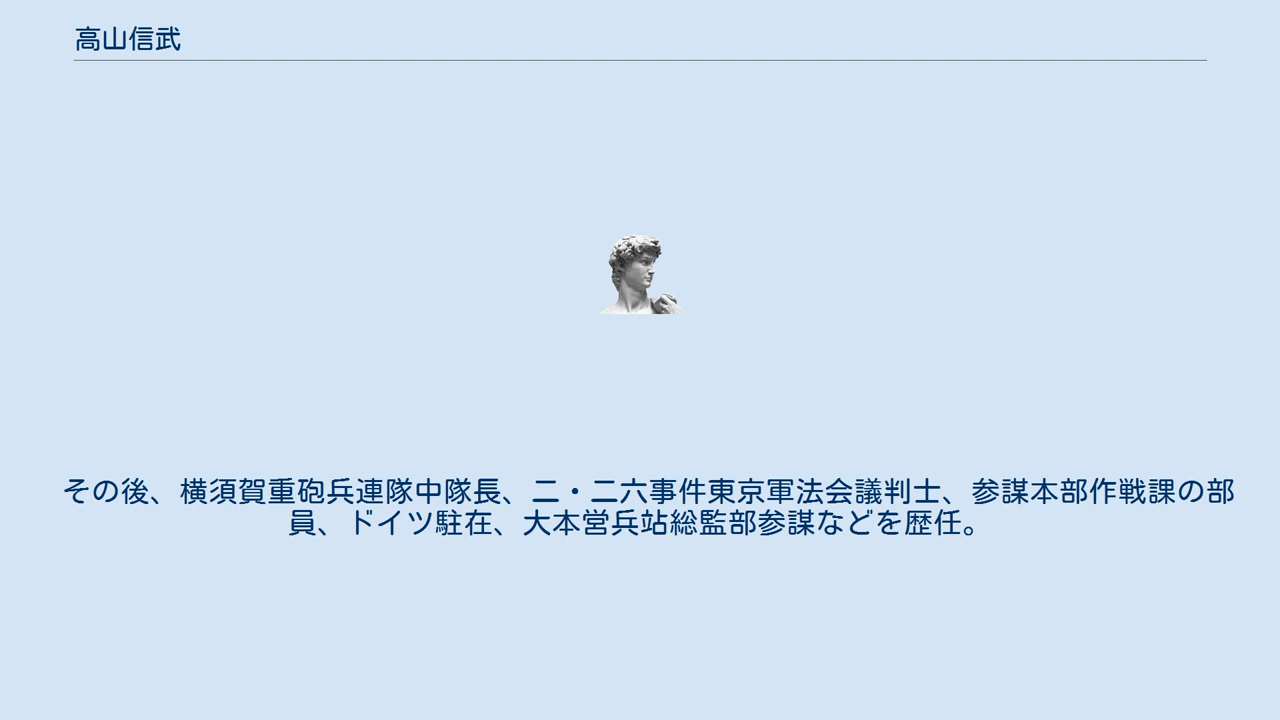 高山信武
その後、横須賀重砲兵連隊中隊長、二・二六事件東京軍法会議判士、参謀本部作戦課の部
員、ドイツ駐在、大本営兵站総監部参謀などを歴任。